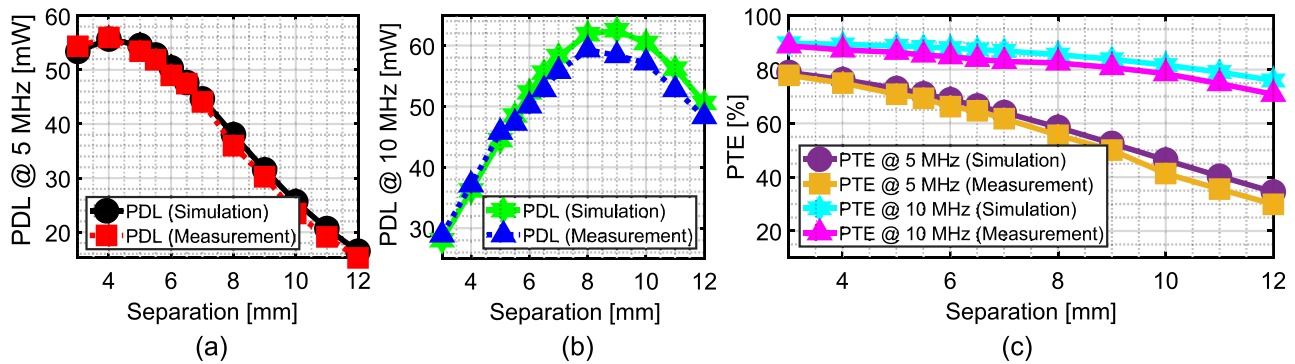 PDL @ 5 MHz [mW]
60
50
40
30
20
PDL (Simulation)
PDL (Measurement)
4
6
8
10
12
Separation [mm]
(a)
PDL @ 10 MHz [mW]
60
50
40
30
PDL (Simulation)
PDL (Measurement)
4
6
8
10
12
Separation [mm]
(b)
PTE [%]
100
80
60
40
20
PTE @ 5 MHz (Simulation)
PTE @ 5 MHz (Measurement)
PTE @ 10 MHz (Simulation)
PTE @ 10 MHz (Measurement)
4
6
8
10
12
Separation [mm]
(c)